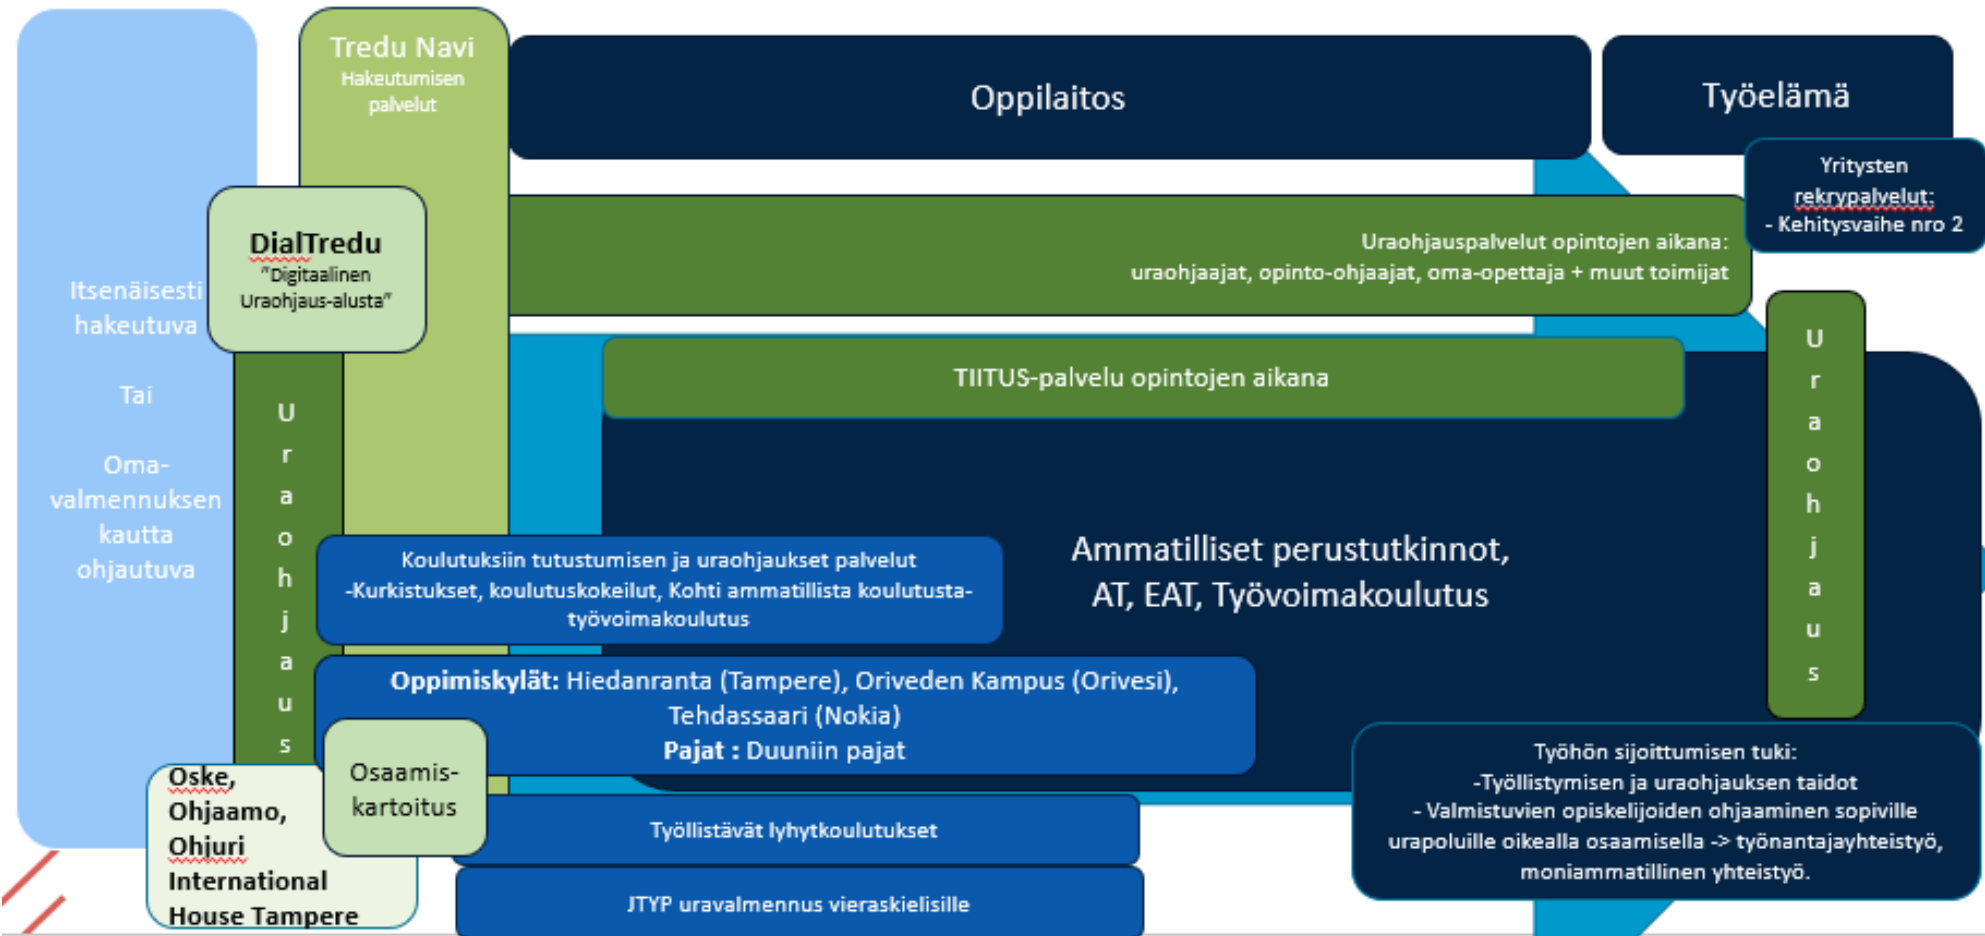 Itsenäisesti
hakeutuva
Tai
Oma-
valmennuksen
kautta
ohjautuva
Tredu Navi
Hakeutumisen
palvelut
Oppilaitos
Työelämä
Yritysten
rekrypalvelut:
- Kehitysvaihe nro 2
DialTredu
"Digitaalinen
Uraohjaus-alusta"
Uraohjauspalvelut opintojen aikana:
uraohjaajat, opinto-ohjaajat, oma-opettaja + muut toimijat
TIITUS-palvelu opintojen aikana
U
r
a
o
h
j
a
u
s
U
r
a
o
h
j
a
u
s
Koulutuksiin tutustumisen ja uraohjaukset palvelut
-Kurkistukset, koulutuskokeilut, Kohti ammatillista koulutusta-
työvoimakoulutus
Ammatilliset perustutkinnot,
AT, EAT, Työvoimakoulutus
Oppimiskylät: Hiedanranta (Tampere), Oriveden Kampus (Orivesi),
Tehdassaari (Nokia)
Pajat : Duuniin pajat
Osaamis-
kartoitus
Oske,
Ohjaamo,
Ohjuri
International
House Tampere
Työllistävät lyhytkoulutukset
JTYP uravalmennus vieraskielisille
Työhön sijoittumisen tuki:
-Työllistymisen ja uraohjauksen taidot
- Valmistuvien opiskelijoiden ohjaaminen sopiville
urapoluille oikealla osaamisella -> työnantajayhteistyö,
moniammatillinen yhteistyö.